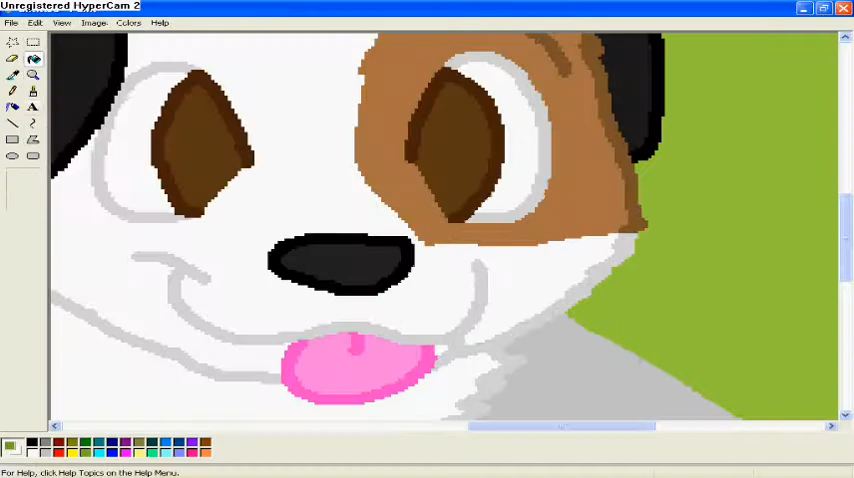 Unregistered HyperCam 2
File Edit View Image Colors Help
A
For Help, click Help Topics on the Help Menu.